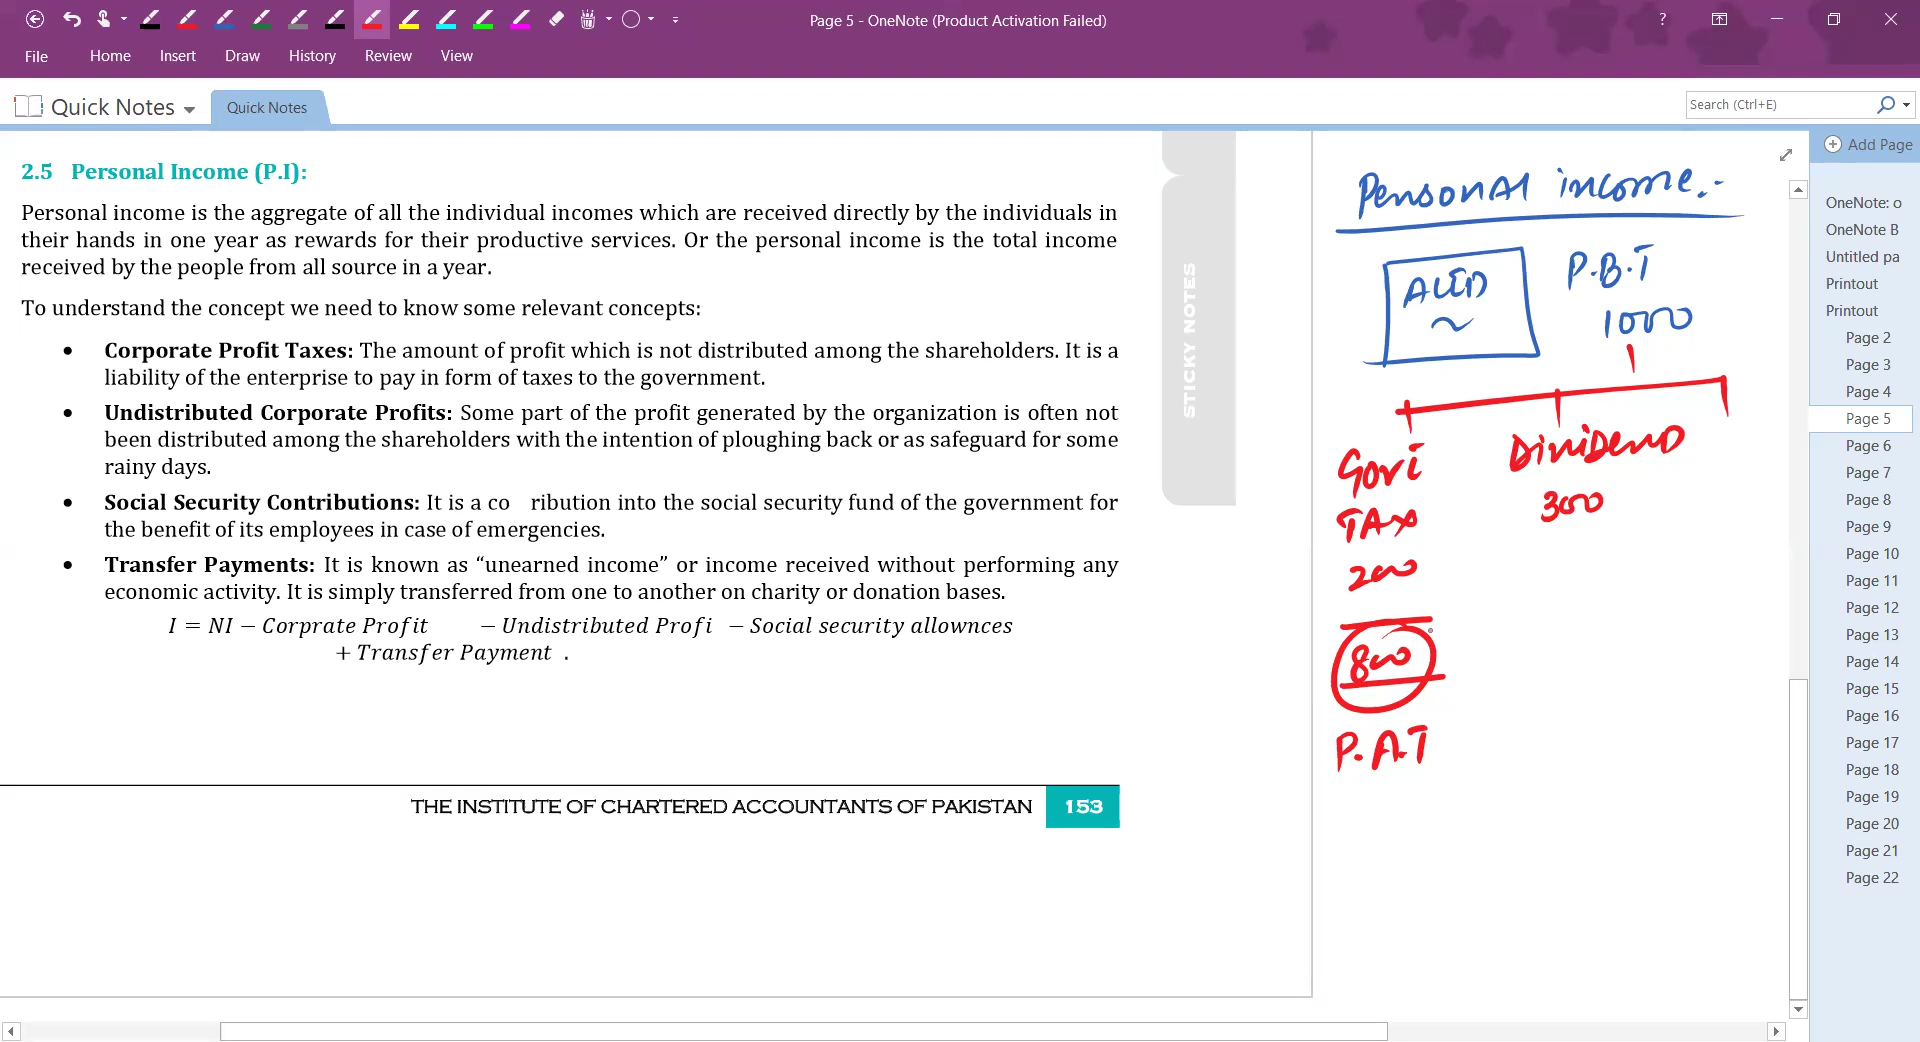 Page 5 - OneNote (Product Activation Failed)
?
File Home Insert Draw History Review View
Quick Notes
Quick Notes
Search (Ctrl+E)
Add Page
2.5 Personal Income (P.I):
Personal income is the aggregate of all the individual incomes which are received directly by the individuals in
their hands in one year as rewards for their productive services. Or the personal income is the total income
received by the people from all source in a year.
To understand the concept we need to know some relevant concepts:
• Corporate Profit Taxes: The amount of profit which is not distributed among the shareholders. It is a
liability of the enterprise to pay in form of taxes to the government.
• Undistributed Corporate Profits: Some part of the profit generated by the organization is often not
been distributed among the shareholders with the intention of ploughing back or as safeguard for some
rainy days.
• Social Security Contributions: It is a co ribution into the social security fund of the government for
the benefit of its employees in case of emergencies.
• Transfer Payments: It is known as “unearned income” or income received without performing any
economic activity. It is simply transferred from one to another on charity or donation bases.
I = NI − Corprate Profit − Undistributed Profi − Social security allownces
+ Transfer Payment .
THE INSTITUTE OF CHARTERED ACCOUNTANTS OF PAKISTAN 153
STICKY NOTES
Personal income.-
P.B.T
1000
Govt
TAX
200
Dividend
300
800
P.A.T
OneNote: o
OneNote B
Untitled pa
Printout
Printout
Page 2
Page 3
Page 4
Page 5
Page 6
Page 7
Page 8
Page 9
Page 10
Page 11
Page 12
Page 13
Page 14
Page 15
Page 16
Page 17
Page 18
Page 19
Page 20
Page 21
Page 22